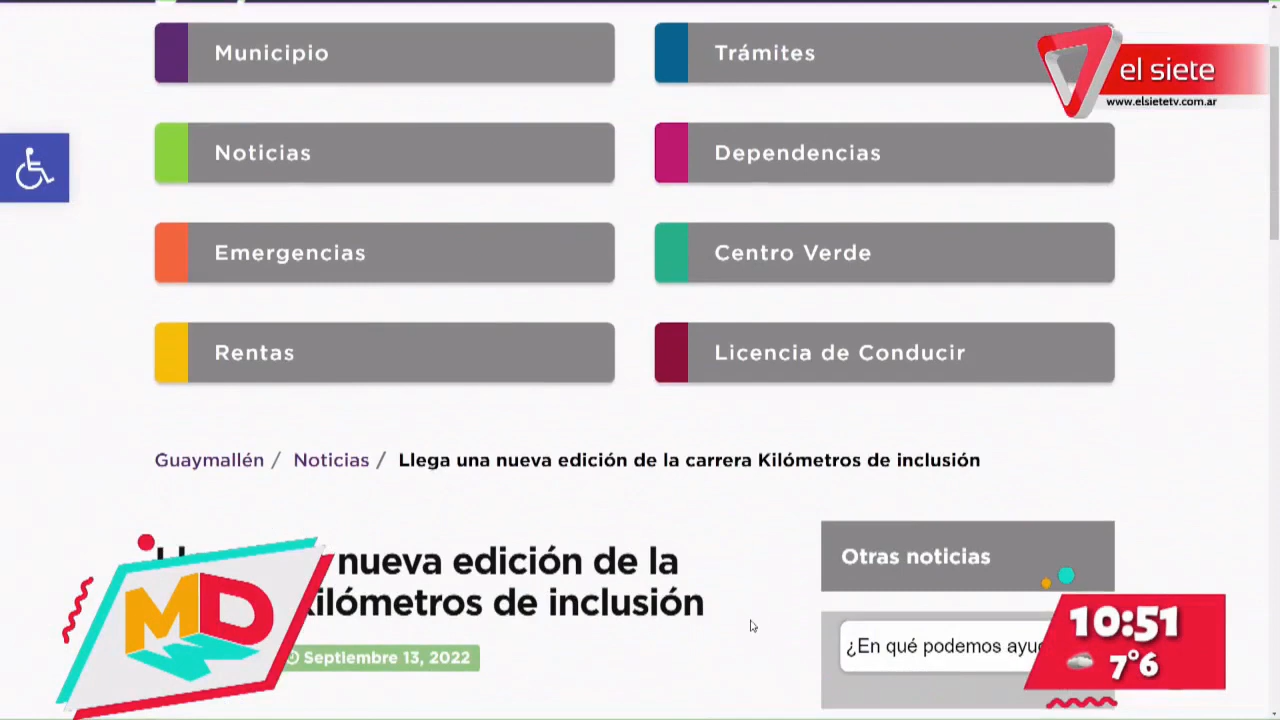 Municipio
Trámites
el siete
www.elsietetv.com.ar
Noticias
Dependencias
Emergencias
Centro Verde
Rentas
Licencia de Conducir
Guaymallén / Noticias / Llega una nueva edición de la carrera Kilómetros de inclusión
nueva edición de la
kilómetros de inclusión
Septiembre 13, 2022
Otras noticias
¿En qué podemos ayu
MD
10:51
7°6